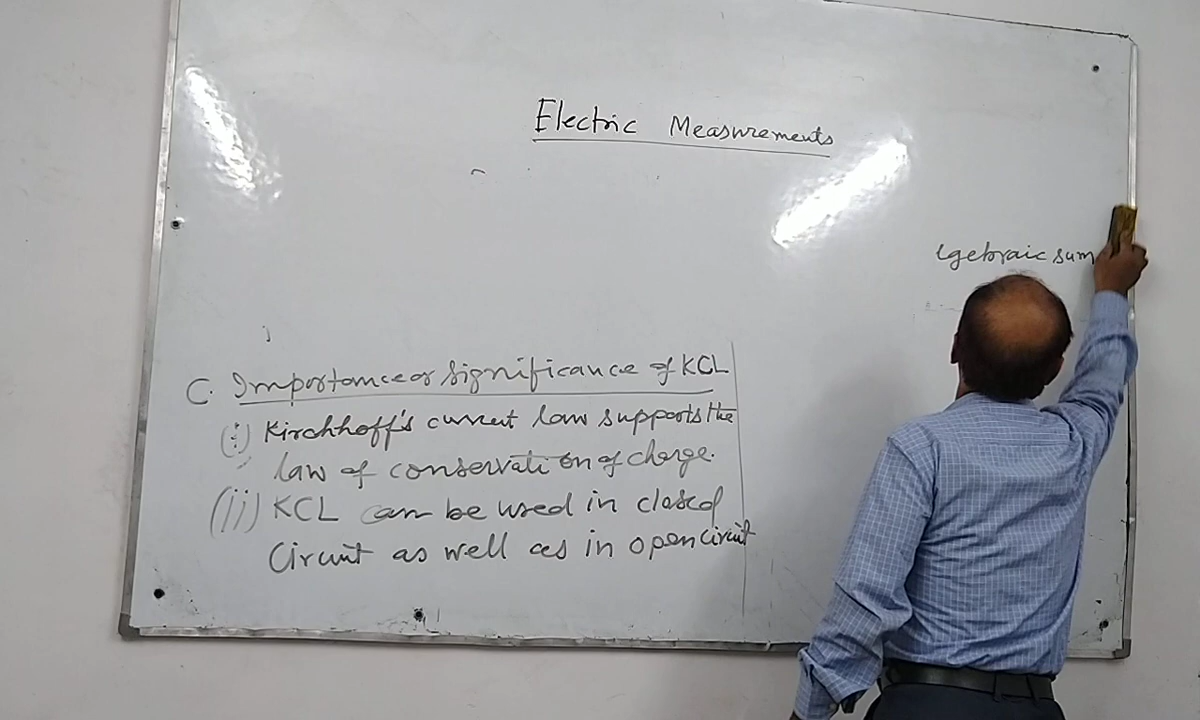 Electric Measurements
lgebraic sum
C. Importance or significance of KCL
(i) Kirchhoff's current law supports the
law of conservation of charge.
(ii) KCL can be used in closed
Circuit as well as in open circuit